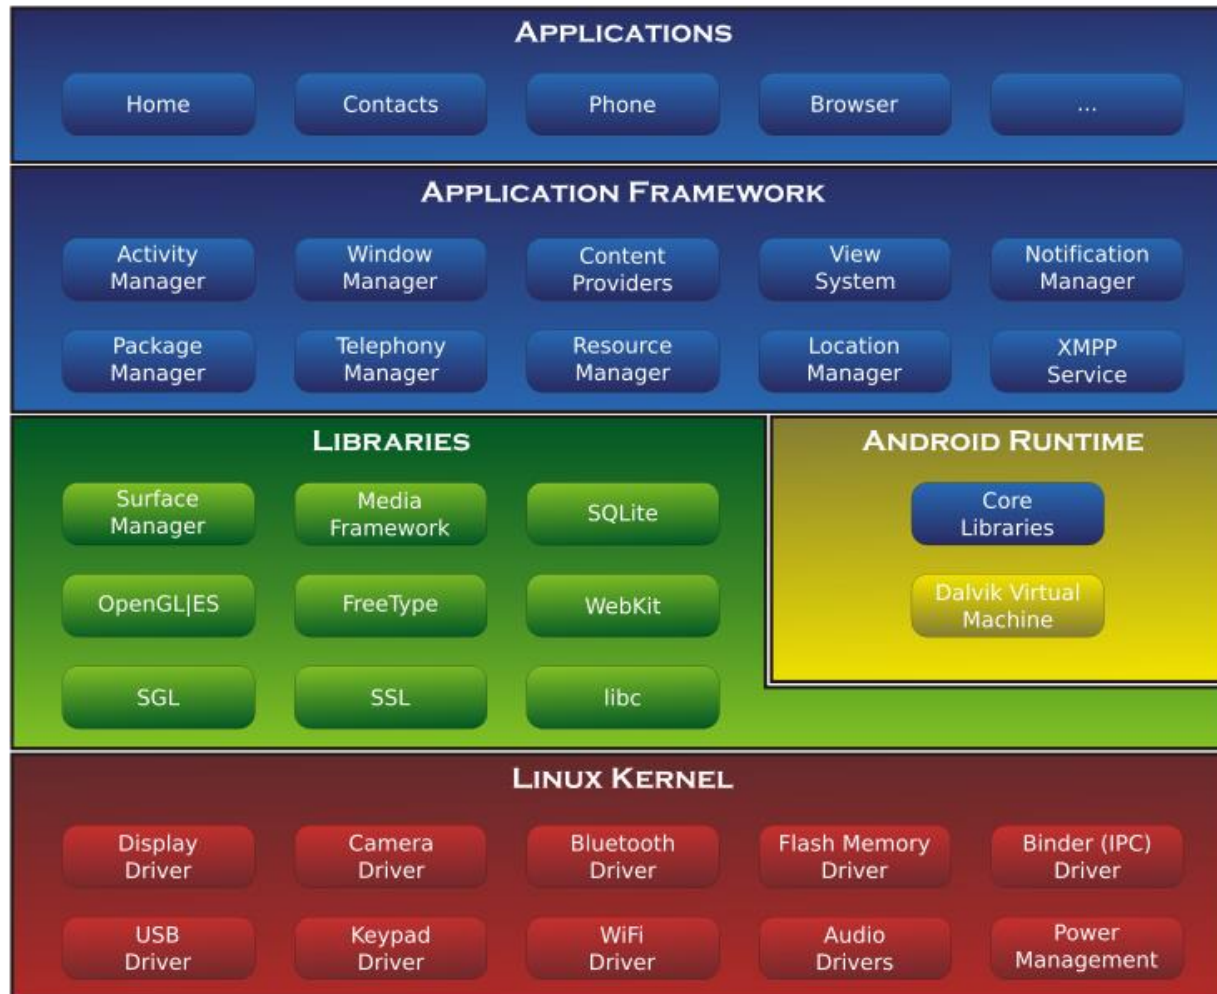 APPLICATIONS
Home
Contacts
Phone
Browser
...
APPLICATION FRAMEWORK
Activity
Manager
Window
Manager
Content
Providers
View
System
Notification
Manager
Package
Manager
Telephony
Manager
Resource
Manager
Location
Manager
XMPP
Service
LIBRARIES
Surface
Manager
Media
Framework
SQLite
OpenGL|ES
FreeType
WebKit
SGL
SSL
libc
ANDROID RUNTIME
Core
Libraries
Dalvik Virtual
Machine
LINUX KERNEL
Display
Driver
Camera
Driver
Bluetooth
Driver
Flash Memory
Driver
Binder (IPC)
Driver
USB
Driver
Keypad
Driver
WiFi
Driver
Audio
Drivers
Power
Management